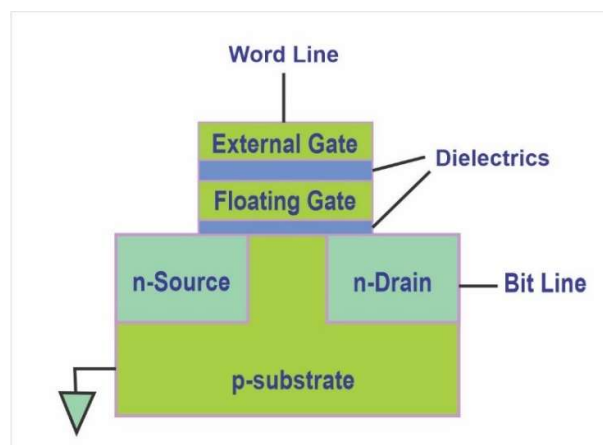 Word Line
External Gate
Dielectrics
Floating Gate
n-Source
n-Drain
Bit Line
p-substrate